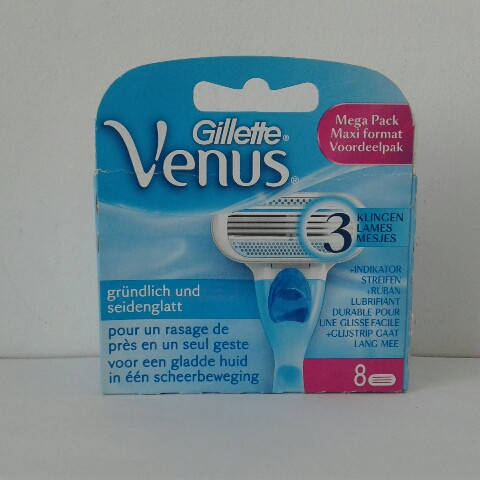 Gillette®
Venus®
Mega Pack
Maxi format
Voordeelpak
3
KLINGEN
LAMES
MESJES
+INDIKATOR
STREIFEN
+RUBAN
LUBRIFIANT
DURABLE POUR
UNE GLISSE FACILE
+GLIJSTRIP GAAT
LANG MEE
gründlich und
seidenglatt
pour un rasage de
près en un seul geste
voor een gladde huid
in één scheerbeweging
8